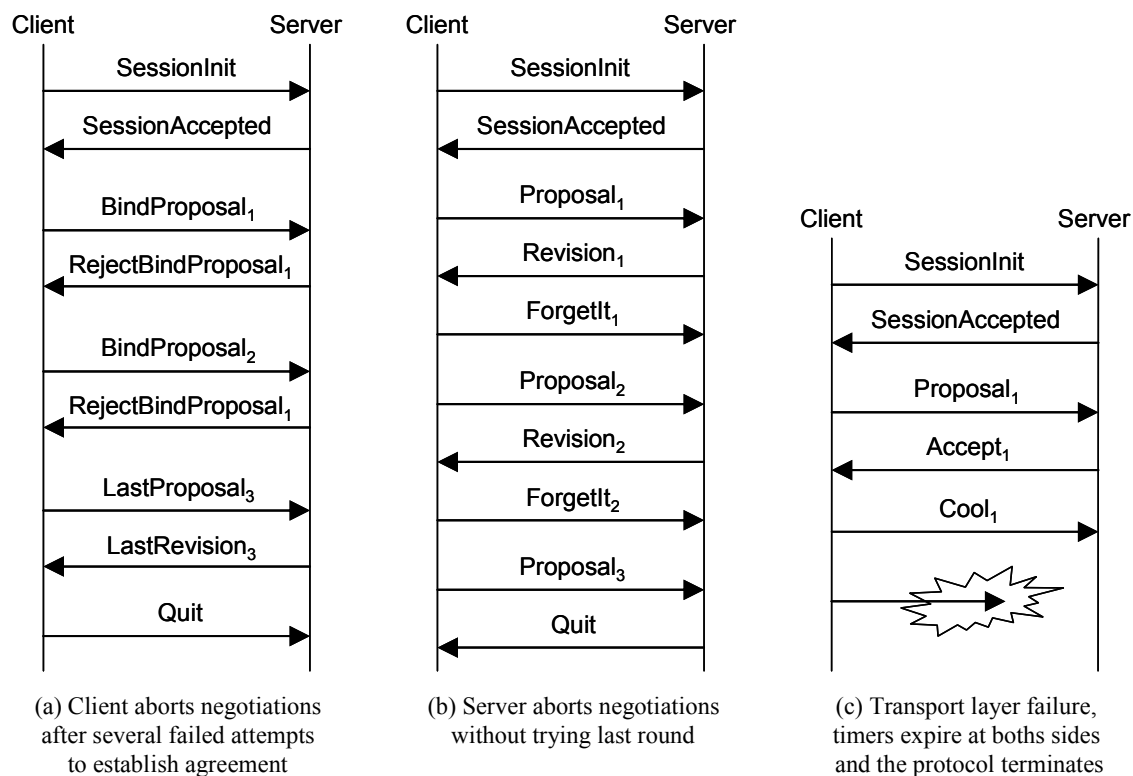 Client Server
SessionInit
SessionAccepted
BindProposal₁
RejectBindProposal₁
BindProposal₂
RejectBindProposal₁
LastProposal₃
LastRevision₃
Quit
(a) Client aborts negotiations
after several failed attempts
to establish agreement
Client Server
SessionInit
SessionAccepted
Proposal₁
Revision₁
ForgetIt₁
Proposal₂
Revision₂
ForgetIt₂
Proposal₃
Quit
(b) Server aborts negotiations
without trying last round
Client Server
SessionInit
SessionAccepted
Proposal₁
Accept₁
Cool₁
(c) Transport layer failure,
timers expire at boths sides
and the protocol terminates